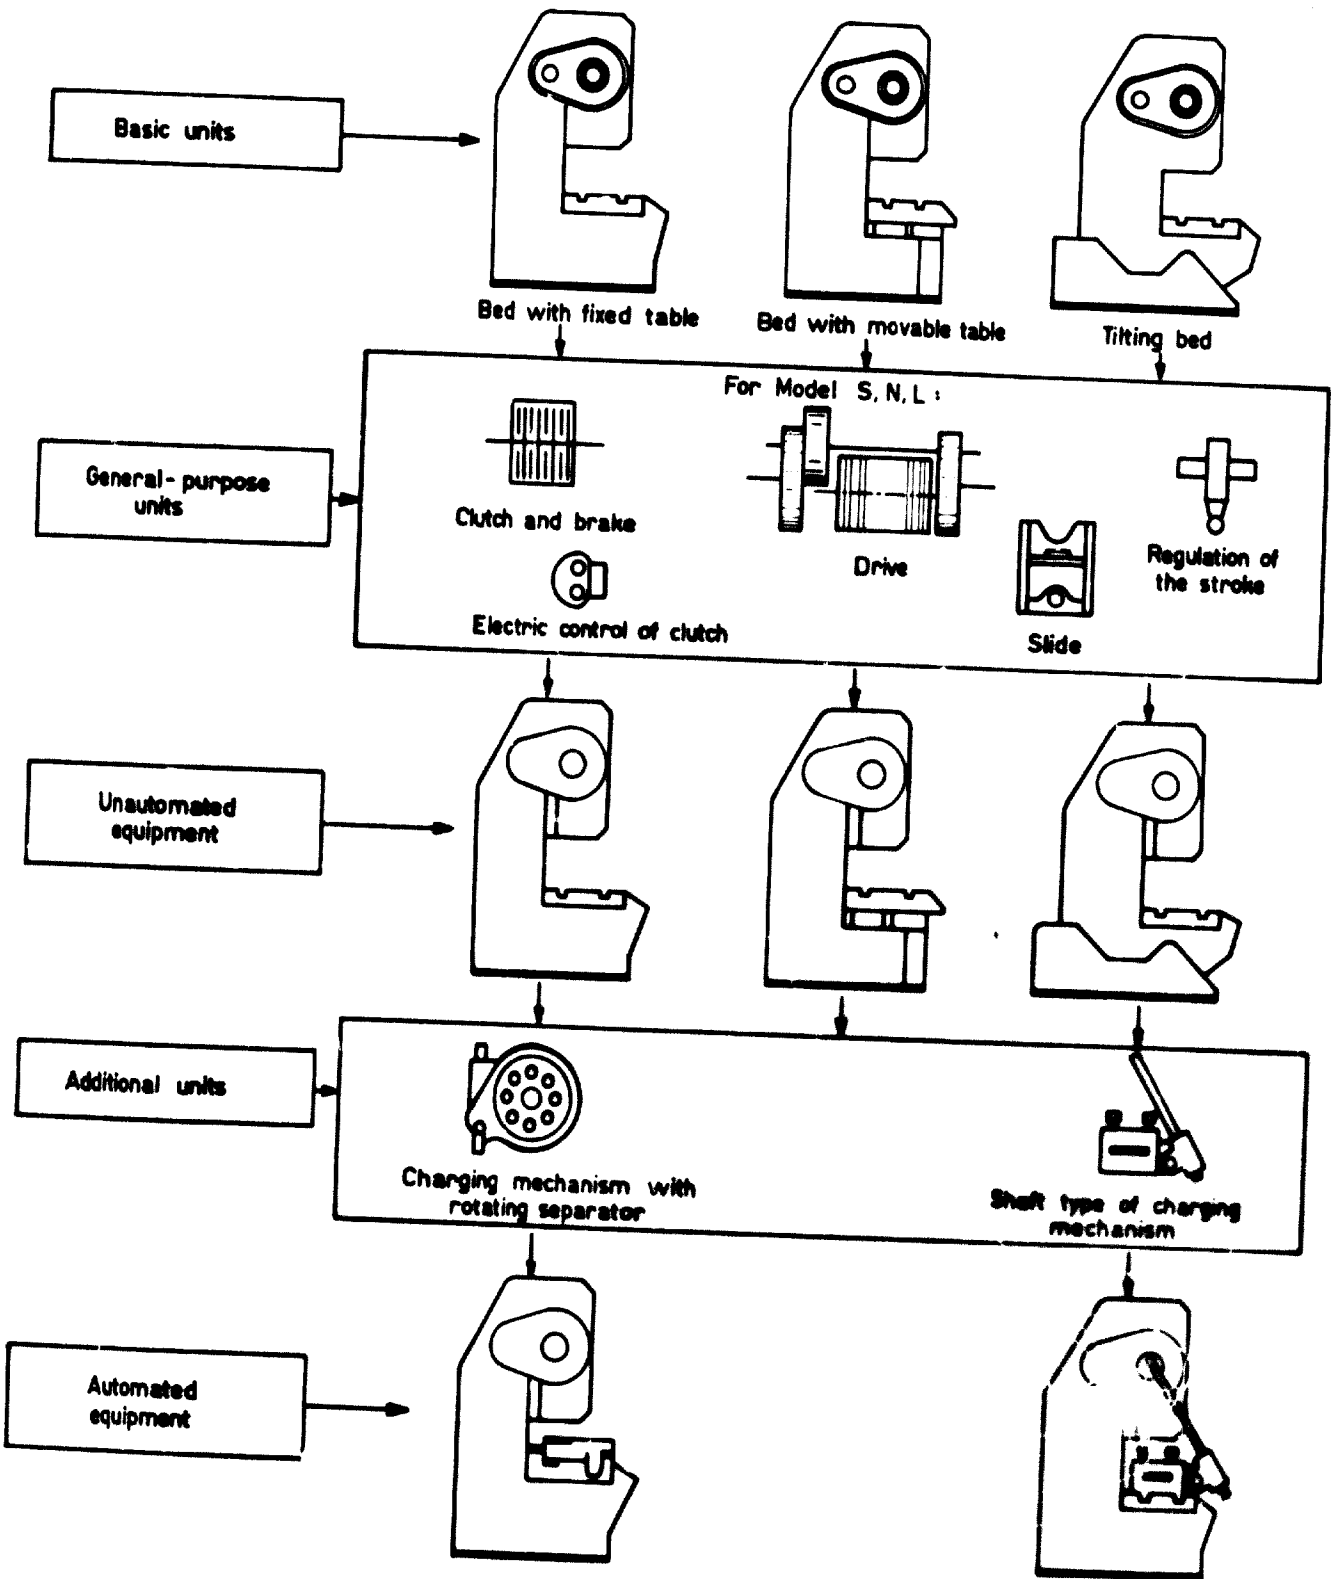 Basic units
Bed with fixed table
Bed with movable table
Tilting bed
For Model S, N, L :
General-purpose
units
Clutch and brake
Drive
Regulation of
the stroke
Electric control of clutch
Slide
Unautomated
equipment
Additional units
Charging mechanism with
rotating separator
Shaft type of charging
mechanism
Automated
equipment